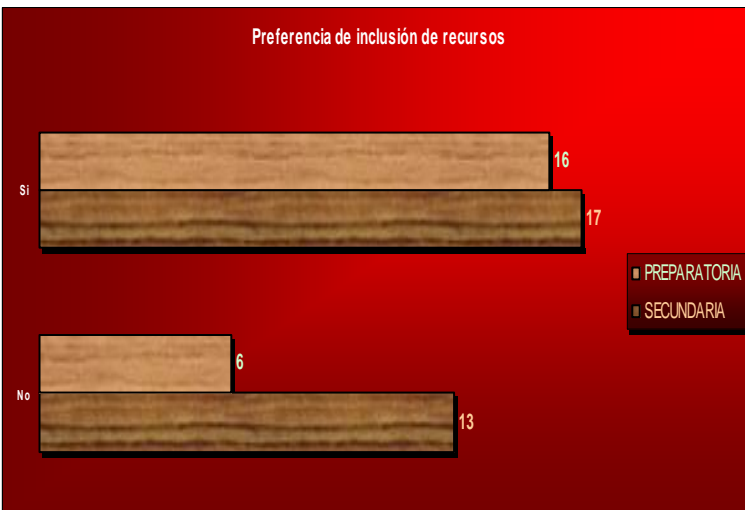 Preferencia de inclusión de recursos
Si
16
17
No
6
13
PREPARATORIA
SECUNDARIA